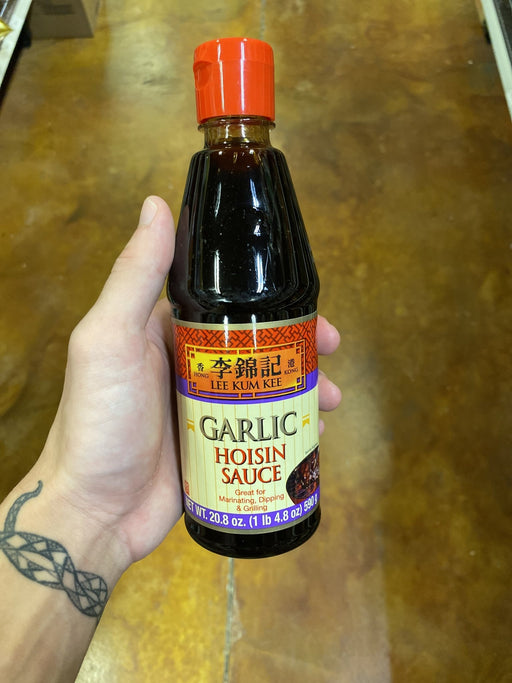 香 李錦記 港
HONG KONG
LEE KUM KEE
GARLIC
HOISIN
SAUCE
Great for
Marinating, Dipping
& Grilling
NET WT. 20.8 oz. (1 lb 4.8 oz) 590 g